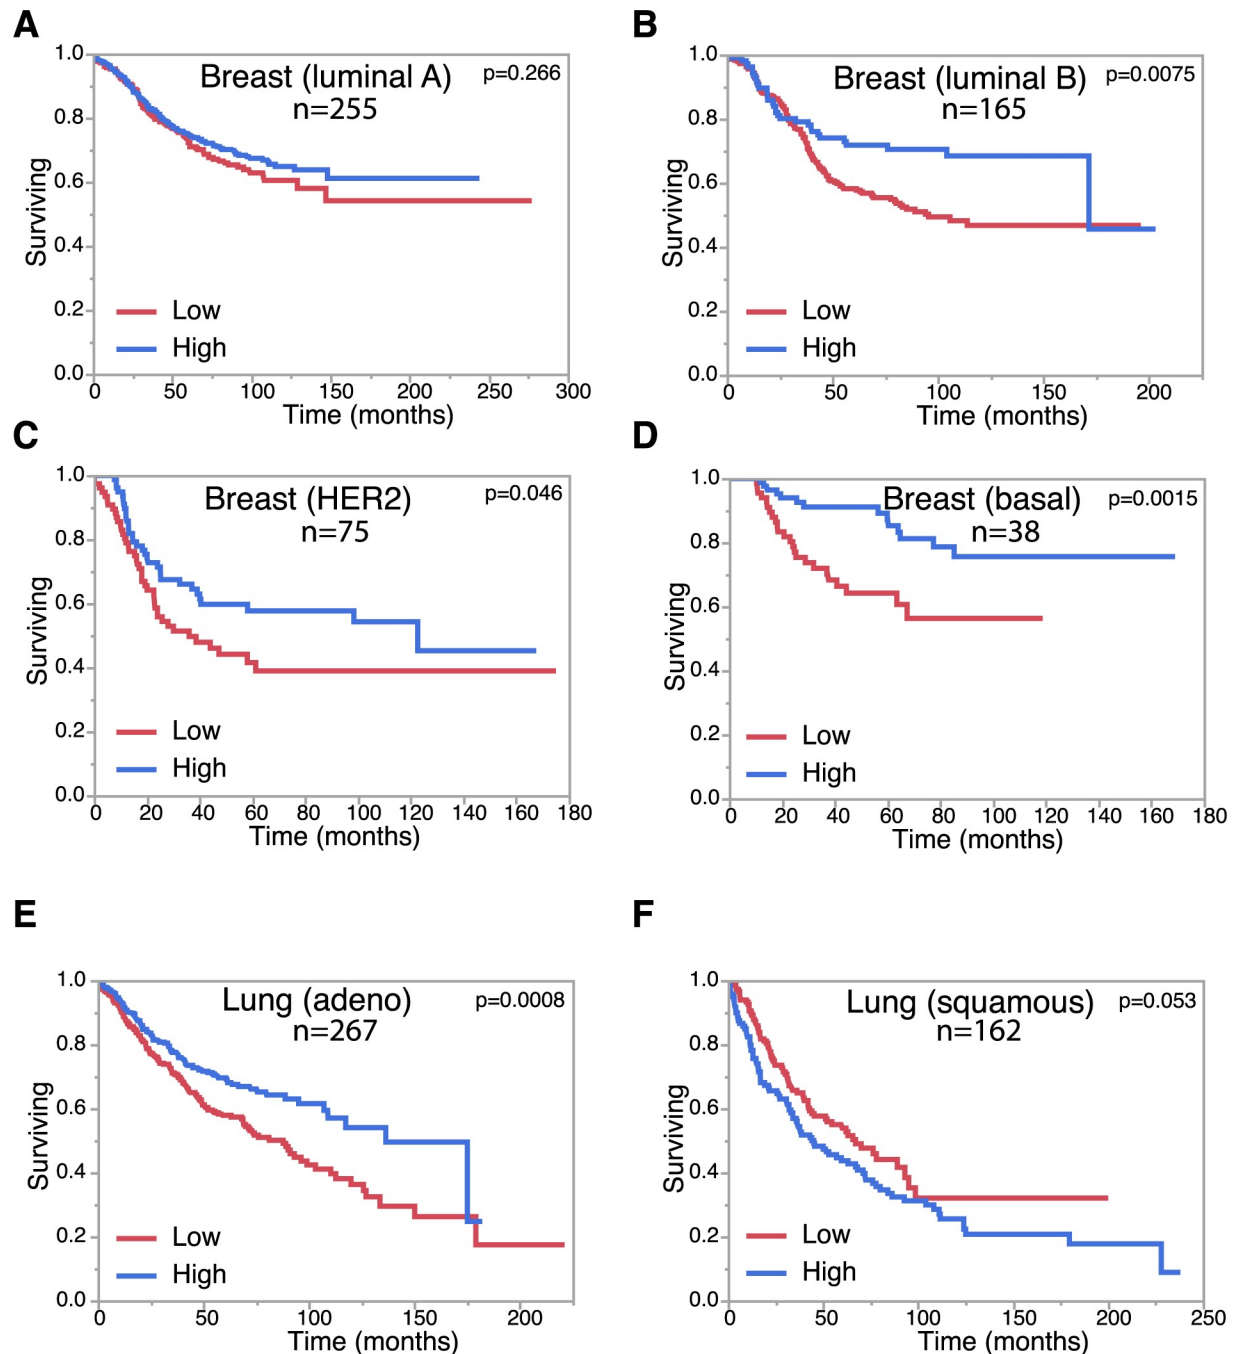 A
Breast (luminal A)
n=255
p=0.266
1.0
0.8
0.6
0.4
0.2
0.0
Surviving
Low
High
0 50 100 150 200 250 300
Time (months)
B
Breast (luminal B)
n=165
p=0.0075
1.0
0.8
0.6
0.4
0.2
0.0
Surviving
Low
High
0 50 100 150 200
Time (months)
C
Breast (HER2)
n=75
p=0.046
1.0
0.8
0.6
0.4
0.2
0.0
Surviving
Low
High
0 20 40 60 80 100 120 140 160 180
Time (months)
D
Breast (basal)
n=38
p=0.0015
1.0
0.8
0.6
0.4
0.2
0.0
Surviving
Low
High
0 20 40 60 80 100 120 140 160 180
Time (months)
E
Lung (adeno)
n=267
p=0.0008
1.0
0.8
0.6
0.4
0.2
0.0
Surviving
Low
High
0 50 100 150 200
Time (months)
F
Lung (squamous)
n=162
p=0.053
1.0
0.8
0.6
0.4
0.2
0.0
Surviving
Low
High
0 50 100 150 200 250
Time (months)